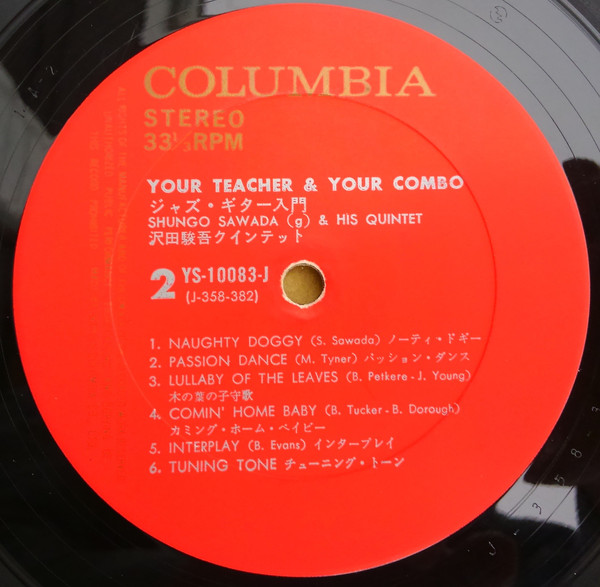 COLUMBIA
STEREO
33⅓RPM
YOUR TEACHER & YOUR COMBO
ジャズ・ギター入門
SHUNGO SAWADA (g) & HIS QUINTET
沢田駿吾クインテット
2 YS-10083-J
(J-358-382)
1. NAUGHTY DOGGY (S. Sawada) ノーティ・ドギー
2. PASSION DANCE (M. Tyner) パッション・ダンス
3. LULLABY OF THE LEAVES (B. Petkere - J. Young)
木の葉の子守歌
4. COMIN' HOME BABY (B. Tucker - B. Dorough)
カミング・ホーム・ベイビー
5. INTERPLAY (B. Evans) インタープレイ
6. TUNING TONE チューニング・トーン